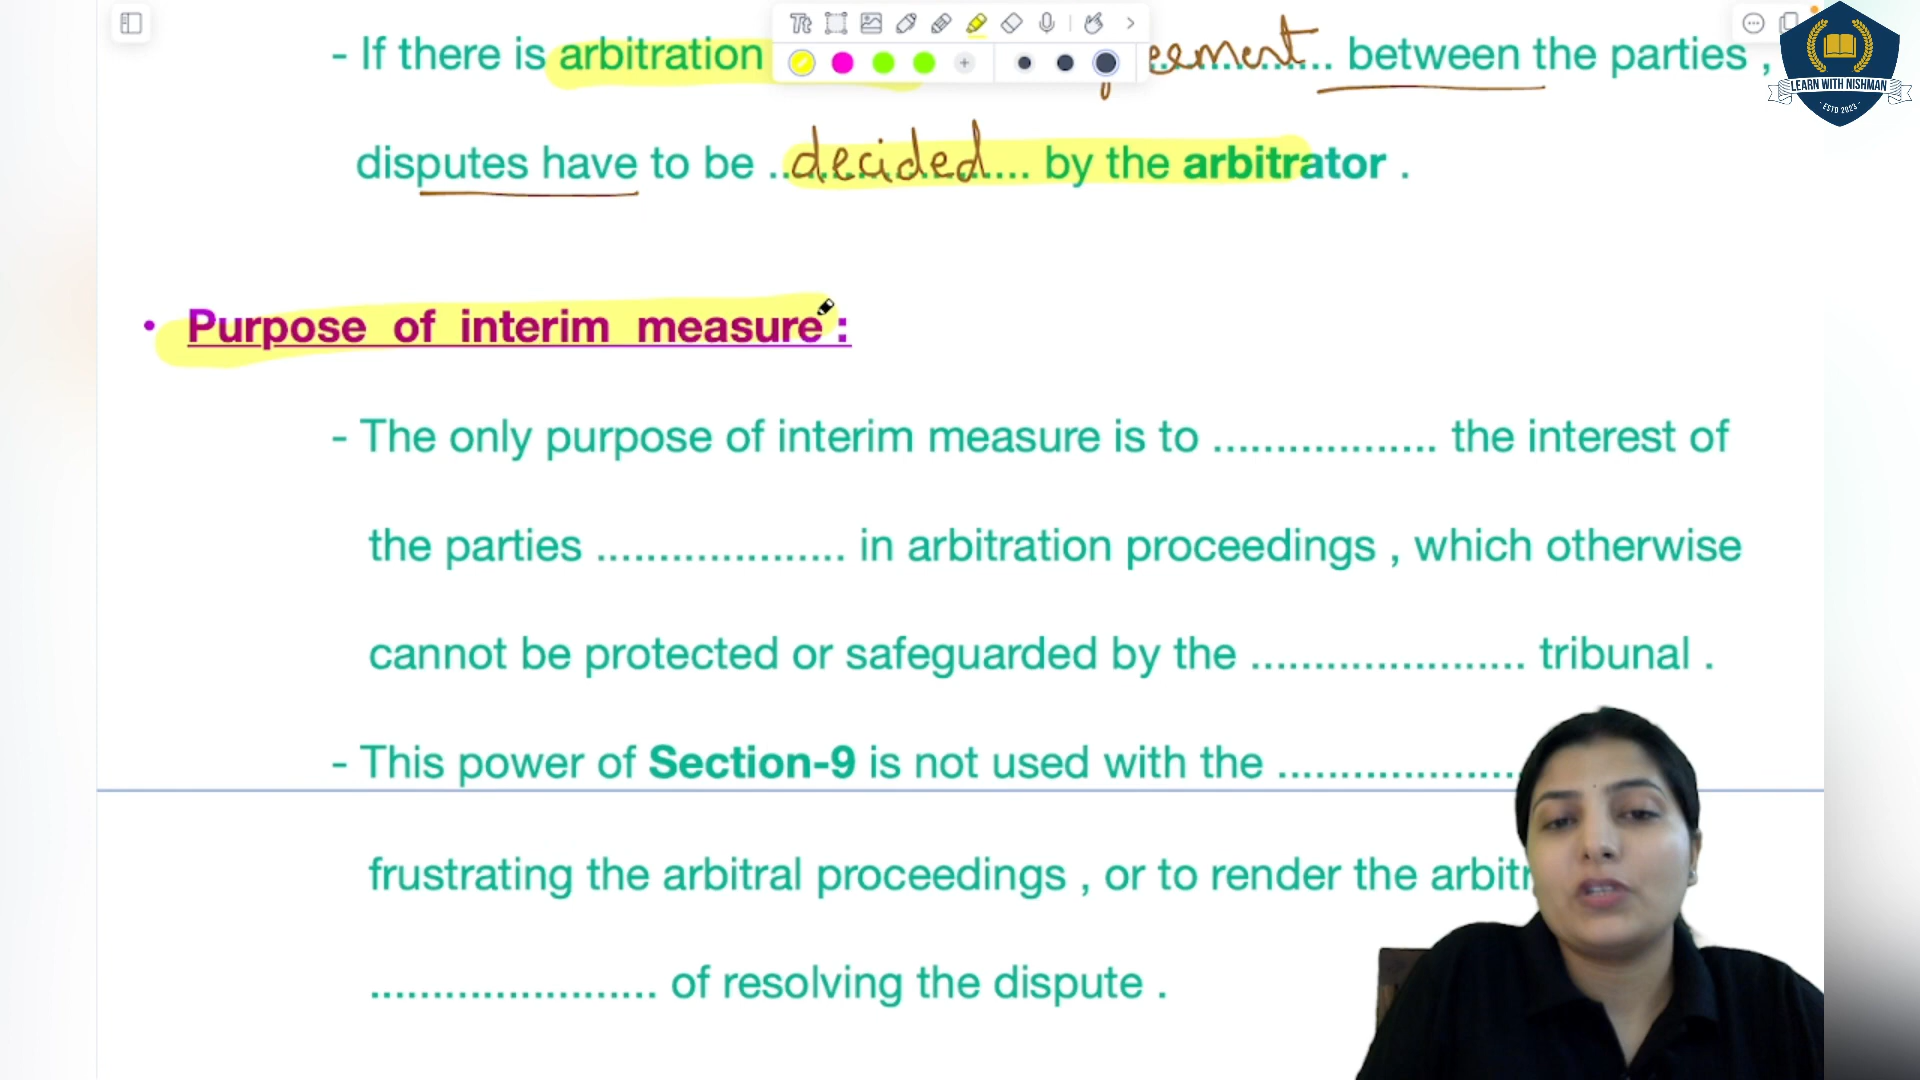 - If there is arbitration ... between the parties ,
disputes have to be ..decided.... by the arbitrator .
• Purpose of interim measure :
- The only purpose of interim measure is to .................. the interest of
the parties .................... in arbitration proceedings , which otherwise
cannot be protected or safeguarded by the ...................... tribunal .
- This power of Section-9 is not used with the ....................
frustrating the arbitral proceedings , or to render the
....................... of resolving the dispute .
Tt
LEARN WITH NISHMAN
ESTD 2023